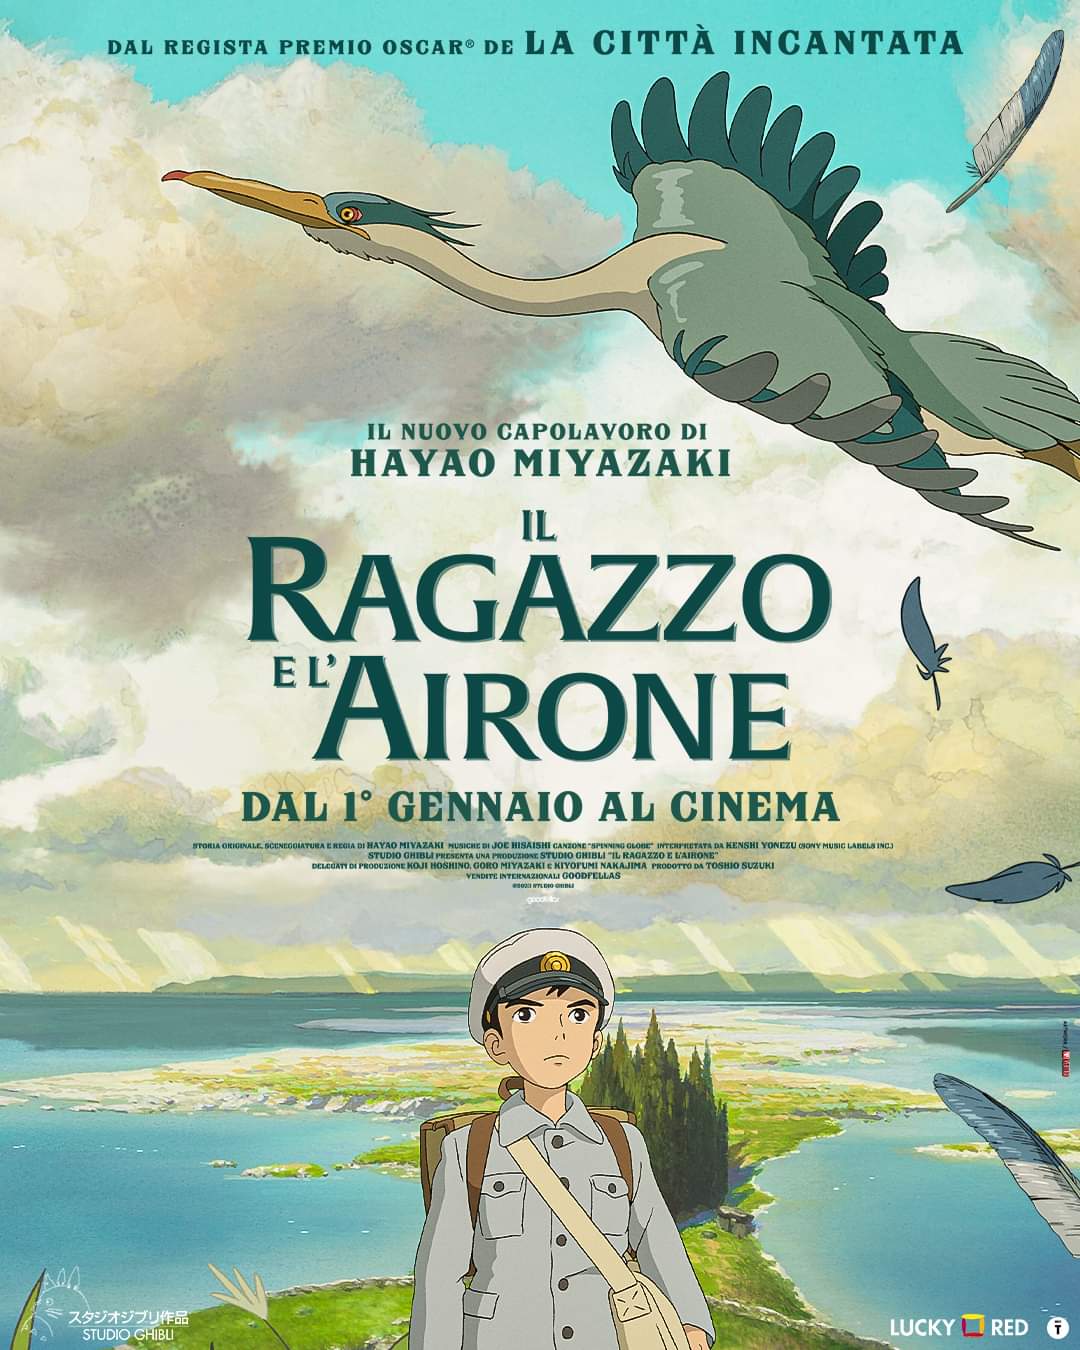 DAL REGISTA PREMIO OSCAR® DE LA CITTÀ INCANTATA
IL NUOVO CAPOLAVORO DI
HAYAO MIYAZAKI
IL
RAGAZZO
E L'AIRONE
DAL 1° GENNAIO AL CINEMA
STORIA ORIGINALE, SCENEGGIATURA E REGIA DI HAYAO MIYAZAKI MUSICHE DI JOE HISAISHI CANZONE "SPINNING GLOBE" INTERPRETATA DA KENSHI YONEZU (SONY MUSIC LABELS INC.)
STUDIO GHIBLI PRESENTA UNA PRODUZIONE STUDIO GHIBLI "IL RAGAZZO E L'AIRONE"
DELEGATI DI PRODUZIONE KOJI HOSHINO, GORO MIYAZAKI E KIYOFUMI NAKAJIMA PRODOTTO DA TOSHIO SUZUKI
VENDITE INTERNAZIONALI GOODFELLAS
©2023 STUDIO GHIBLI
goodfellas
スタジオジブリ作品
STUDIO GHIBLI
LUCKY RED
T